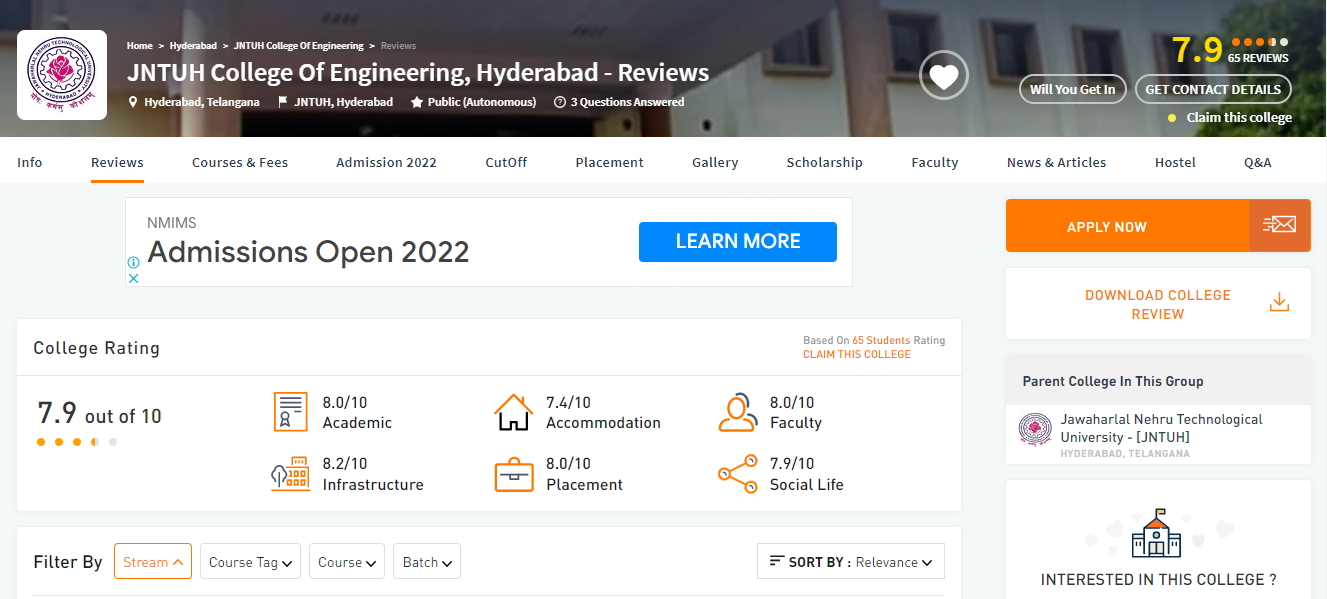 Home > Hyderabad > JNTUH College Of Engineering > Reviews
JNTUH College Of Engineering, Hyderabad - Reviews
Hyderabad, Telangana JNTUH, Hyderabad Public (Autonomous) 3 Questions Answered
7.9
65 REVIEWS
Will You Get In GET CONTACT DETAILS
Claim this college
Info Reviews Courses & Fees Admission 2022 CutOff Placement Gallery Scholarship Faculty News & Articles Hostel Q&A
NMIMS
Admissions Open 2022
LEARN MORE
APPLY NOW
DOWNLOAD COLLEGE
REVIEW
College Rating
Based On 65 Students Rating
CLAIM THIS COLLEGE
7.9 out of 10
8.0/10
Academic
7.4/10
Accommodation
8.0/10
Faculty
8.2/10
Infrastructure
8.0/10
Placement
7.9/10
Social Life
Parent College In This Group
Jawaharlal Nehru Technological
University - [JNTUH]
HYDERABAD, TELANGANA
Filter By Stream Course Tag Course Batch SORT BY : Relevance
INTERESTED IN THIS COLLEGE ?